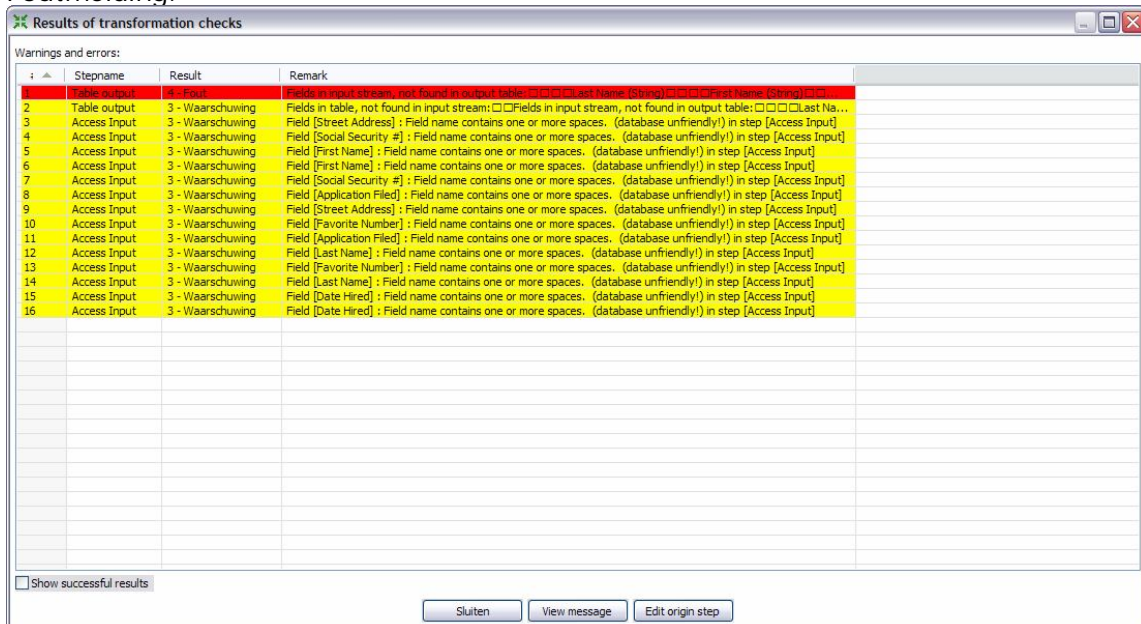 Foutmelding:
Results of transformation checks
Warnings and errors:
Stepname Result Remark
1 Table output 4 - Fout Fields in input stream, not found in output table: □□□□Last Name (String)□□□□First Name (String)□□...
2 Table output 3 - Waarschuwing Fields in table, not found in input stream: □□Fields in input stream, not found in output table: □□□□Last Na...
3 Access Input 3 - Waarschuwing Field [Street Address] : Field name contains one or more spaces. (database unfriendly!) in step [Access Input]
4 Access Input 3 - Waarschuwing Field [Social Security #] : Field name contains one or more spaces. (database unfriendly!) in step [Access Input]
5 Access Input 3 - Waarschuwing Field [First Name] : Field name contains one or more spaces. (database unfriendly!) in step [Access Input]
6 Access Input 3 - Waarschuwing Field [First Name] : Field name contains one or more spaces. (database unfriendly!) in step [Access Input]
7 Access Input 3 - Waarschuwing Field [Social Security #] : Field name contains one or more spaces. (database unfriendly!) in step [Access Input]
8 Access Input 3 - Waarschuwing Field [Application Filed] : Field name contains one or more spaces. (database unfriendly!) in step [Access Input]
9 Access Input 3 - Waarschuwing Field [Street Address] : Field name contains one or more spaces. (database unfriendly!) in step [Access Input]
10 Access Input 3 - Waarschuwing Field [Favorite Number] : Field name contains one or more spaces. (database unfriendly!) in step [Access Input]
11 Access Input 3 - Waarschuwing Field [Application Filed] : Field name contains one or more spaces. (database unfriendly!) in step [Access Input]
12 Access Input 3 - Waarschuwing Field [Last Name] : Field name contains one or more spaces. (database unfriendly!) in step [Access Input]
13 Access Input 3 - Waarschuwing Field [Favorite Number] : Field name contains one or more spaces. (database unfriendly!) in step [Access Input]
14 Access Input 3 - Waarschuwing Field [Last Name] : Field name contains one or more spaces. (database unfriendly!) in step [Access Input]
15 Access Input 3 - Waarschuwing Field [Date Hired] : Field name contains one or more spaces. (database unfriendly!) in step [Access Input]
16 Access Input 3 - Waarschuwing Field [Date Hired] : Field name contains one or more spaces. (database unfriendly!) in step [Access Input]
Show successful results
Sluiten View message Edit origin step